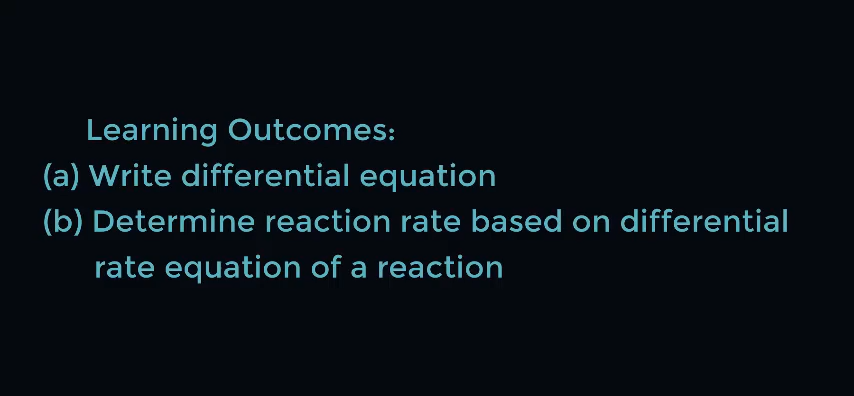 Learning Outcomes:
(a) Write differential equation
(b) Determine reaction rate based on differential
rate equation of a reaction